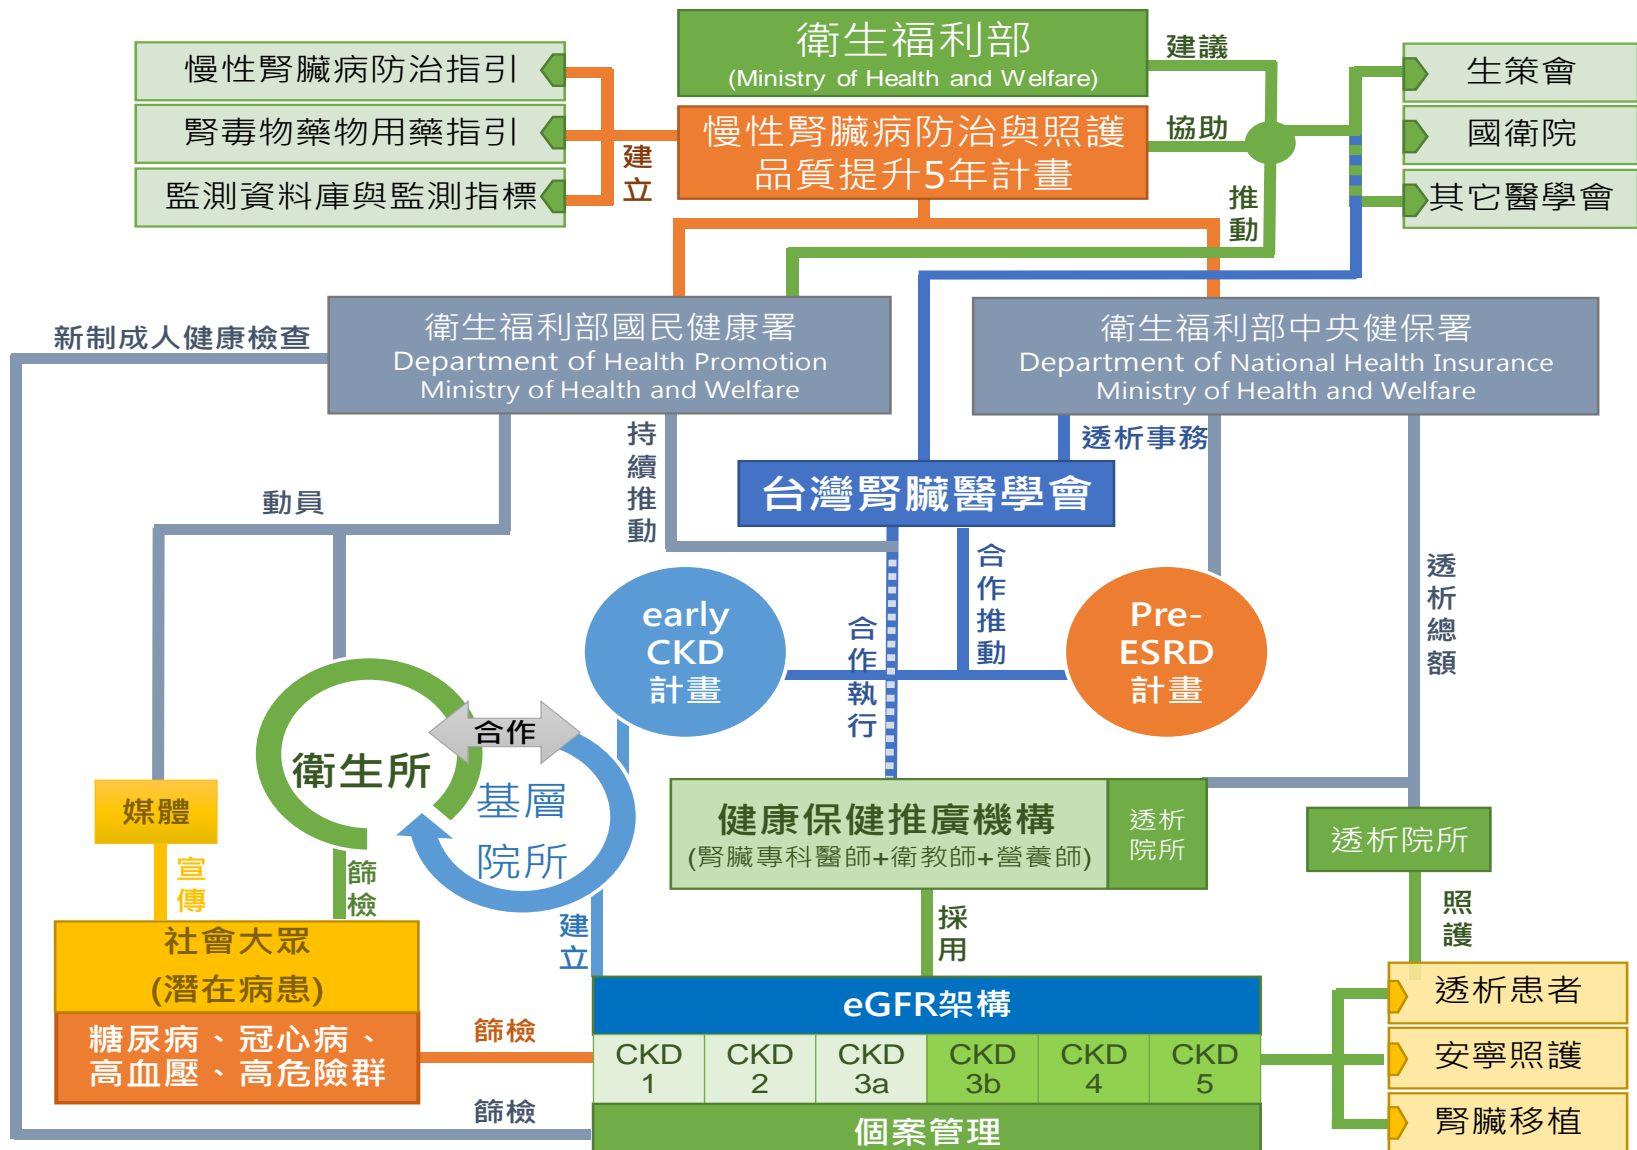 衛生福利部
(Ministry of Health and Welfare)
建議
慢性腎臟病防治指引
生策會
腎毒物藥物用藥指引
慢性腎臟病防治與照護
品質提升5年計畫
協助
國衛院
建立
監測資料庫與監測指標
推動
其它醫學會
新制成人健康檢查
衛生福利部國民健康署
Department of Health Promotion
Ministry of Health and Welfare
衛生福利部中央健保署
Department of National Health Insurance
Ministry of Health and Welfare
持續推動
透析事務
動員
台灣腎臟醫學會
合作推動
透析總額
early
CKD
計畫
合作執行
Pre-
ESRD
計畫
合作
衛生所
基層
院所
媒體
健康保健推廣機構
(腎臟專科醫師+衛教師+營養師)
透析
院所
透析院所
宣傳
篩檢
建立
採用
照護
社會大眾
(潛在病患)
糖尿病、冠心病、
高血壓、高危險群
篩檢
eGFR架構
CKD
1
CKD
2
CKD
3a
CKD
3b
CKD
4
CKD
5
篩檢
個案管理
透析患者
安寧照護
腎臟移植